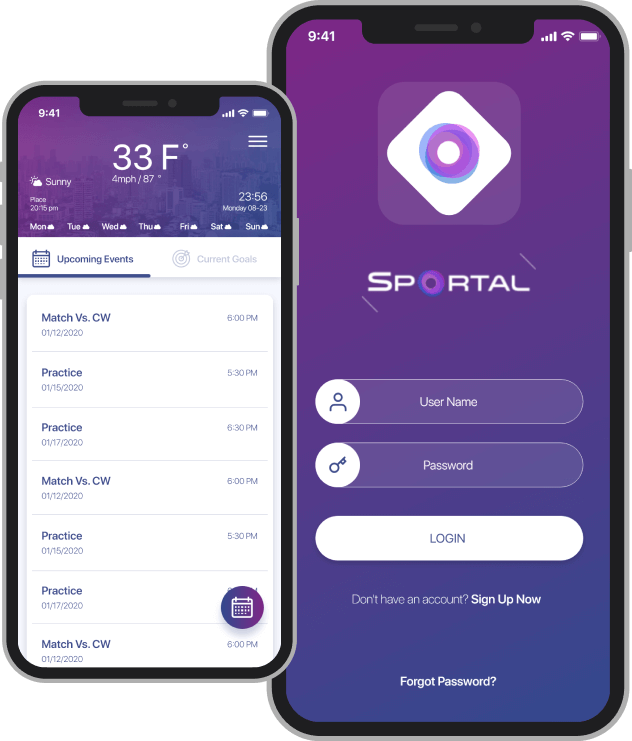 9:41
33 F°
4mph / 87 °
Sunny
Place
20:15 pm
23:56
Monday 08-23
Mon Tue Wed Thu Fri Sat Sun
Upcoming Events Current Goals
Match Vs. CW 6:00 PM
01/12/2020
Practice 5:30 PM
01/15/2020
Practice 6:30 PM
01/17/2020
Match Vs. CW 6:00 PM
01/12/2020
Practice 5:30 PM
01/15/2020
Practice
01/17/2020
Match Vs. CW 6:00 PM
01/12/2020
9:41
SPORTAL
User Name
Password
LOGIN
Don't have an account? Sign Up Now
Forgot Password?